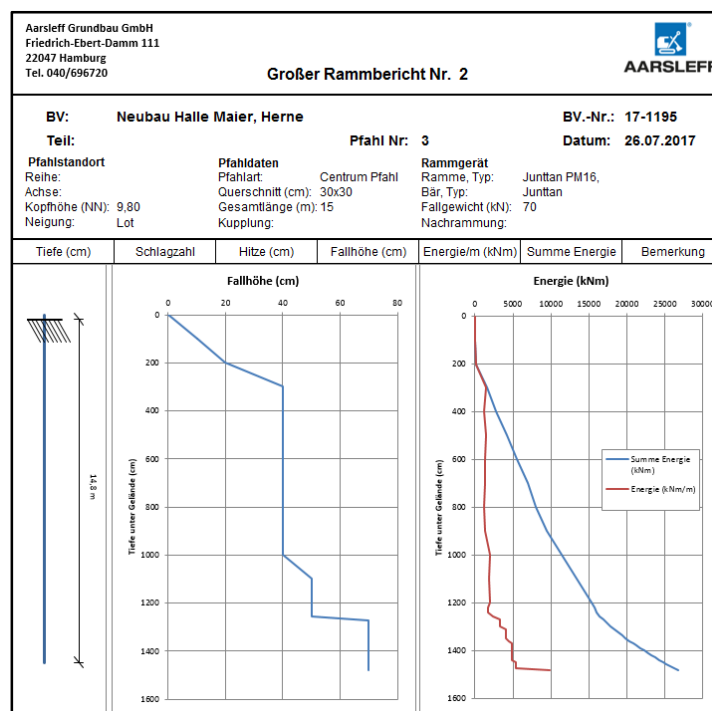 Aarsleff Grundbau GmbH
Friedrich-Ebert-Damm 111
22047 Hamburg
Tel. 040/696720
Großer Rammbericht Nr. 2
AARSLEFF
BV: Neubau Halle Maier, Herne BV.-Nr.: 17-1195
Teil: Pfahl Nr: 3 Datum: 26.07.2017
Pfahlstandort Pfahldaten Rammgerät
Reihe: Pfahlart: Centrum Pfahl Ramme, Typ: Junttan PM16,
Achse: Querschnitt (cm): 30x30 Bär, Typ: Junttan
Kopfhöhe (NN): 9,80 Gesamtlänge (m): 15 Fallgewicht (kN): 70
Neigung: Lot Kupplung: Nachrammung:
Tiefe (cm) Schlagzahl Hitze (cm) Fallhöhe (cm) Energie/m (kNm) Summe Energie Bemerkung
14,8 m
Fallhöhe (cm)
0 20 40 60 80
0
200
400
600
800
1000
1200
1400
1600
Tiefe unter Gelände (cm)
Energie (kNm)
0 5000 10000 15000 20000 25000 30000
0
200
400
600
800
1000
1200
1400
1600
Tiefe unter Gelände (cm)
Summe Energie
(kNm)
Energie (kNm/m)